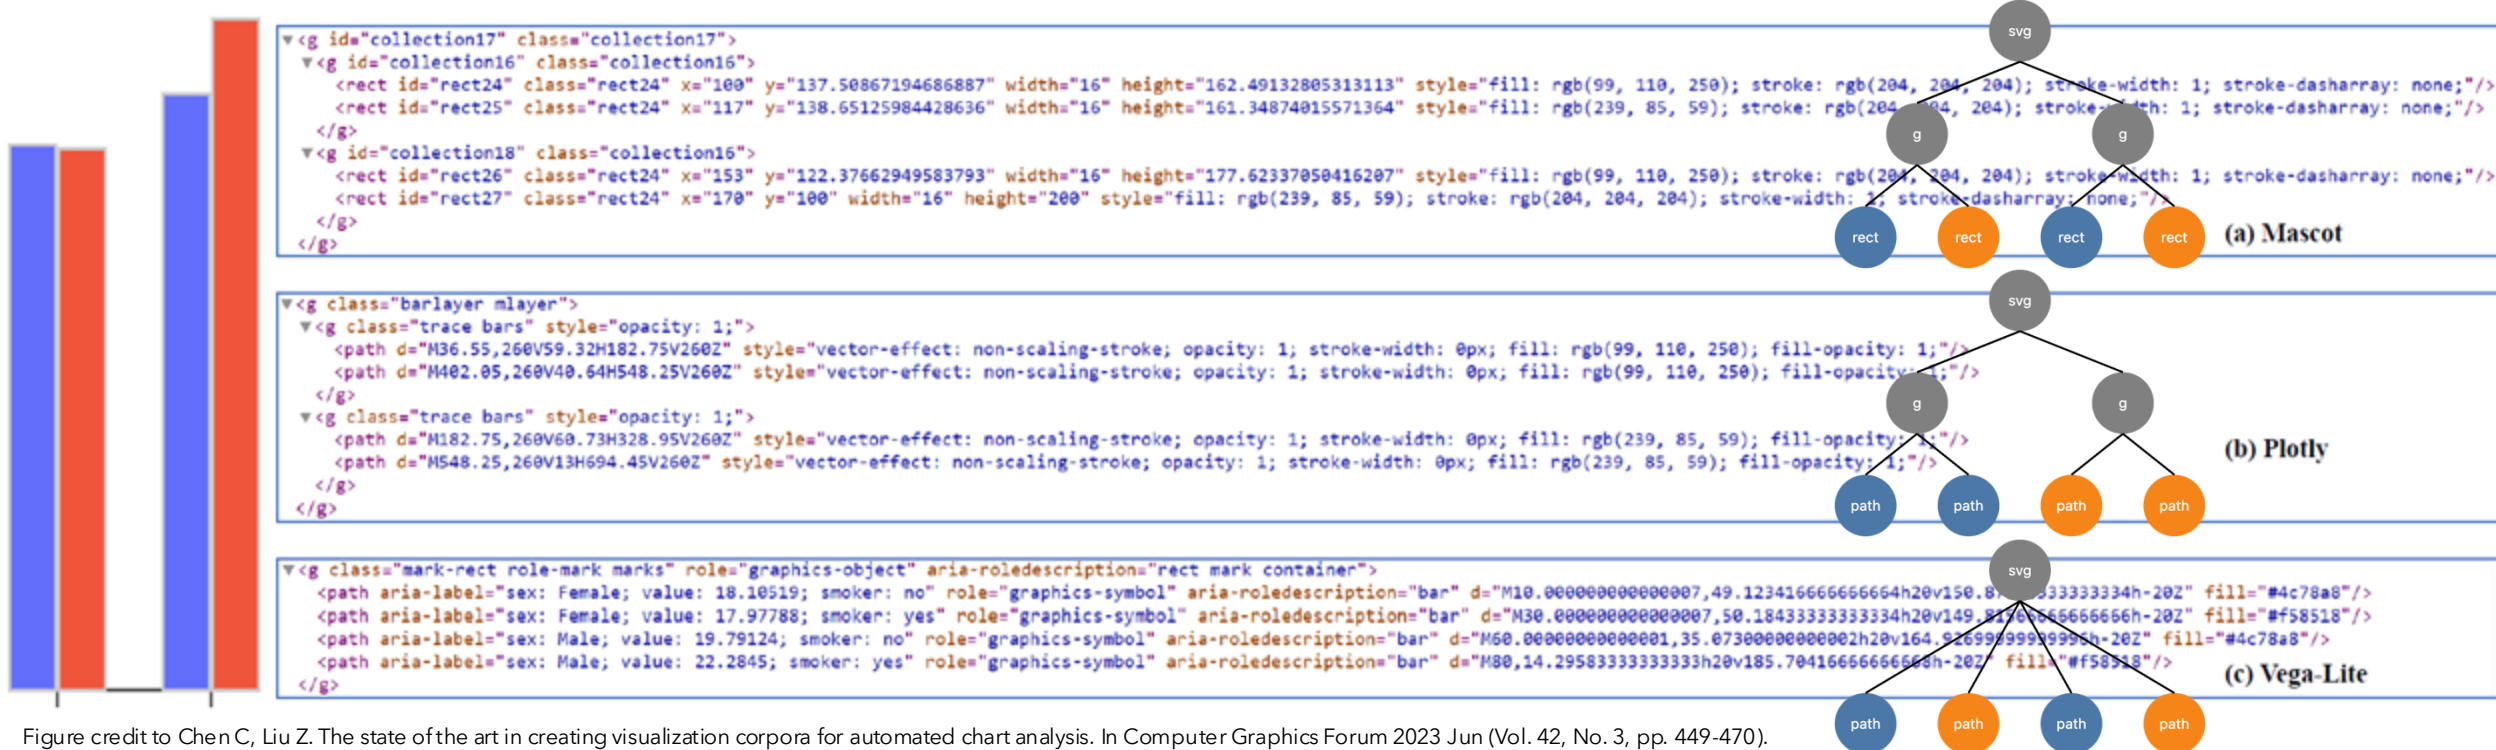 <g id="collection17" class="collection17">
<g id="collection16" class="collection16">
<rect id="rect24" class="rect24" x="100" y="137.50867194686887" width="16" height="162.49132805313113" style="fill: rgb(99, 110, 250); stroke: rgb(204, 204, 204); stroke-width: 1; stroke-dasharray: none;"/>
<rect id="rect25" class="rect24" x="117" y="138.65125984428636" width="16" height="161.34874015571364" style="fill: rgb(239, 85, 59); stroke: rgb(204, 204, 204); stroke-width: 1; stroke-dasharray: none;"/>
</g>
<g id="collection18" class="collection16">
<rect id="rect26" class="rect24" x="153" y="122.37662949583793" width="16" height="177.62337050416207" style="fill: rgb(99, 110, 250); stroke: rgb(204, 204, 204); stroke-width: 1; stroke-dasharray: none;"/>
<rect id="rect27" class="rect24" x="170" y="100" width="16" height="200" style="fill: rgb(239, 85, 59); stroke: rgb(204, 204, 204); stroke-width: 1; stroke-dasharray: none;"/>
</g>
</g>
svg
g g
rect rect rect rect
(a) Mascot
<g class="barlayer mlayer">
<g class="trace bars" style="opacity: 1;">
<path d="M36.55,260V59.32H182.75V260Z" style="vector-effect: non-scaling-stroke; opacity: 1; stroke-width: 0px; fill: rgb(99, 110, 250); fill-opacity: 1;"/>
<path d="M402.05,260V40.64H548.25V260Z" style="vector-effect: non-scaling-stroke; opacity: 1; stroke-width: 0px; fill: rgb(99, 110, 250); fill-opacity: 1;"/>
</g>
<g class="trace bars" style="opacity: 1;">
<path d="M182.75,260V60.73H328.95V260Z" style="vector-effect: non-scaling-stroke; opacity: 1; stroke-width: 0px; fill: rgb(239, 85, 59); fill-opacity: 1;"/>
<path d="M548.25,260V13H694.45V260Z" style="vector-effect: non-scaling-stroke; opacity: 1; stroke-width: 0px; fill: rgb(239, 85, 59); fill-opacity: 1;"/>
</g>
</g>
svg
g g
path path path path
(b) Plotly
<g class="mark-rect role-mark marks" role="graphics-object" aria-roledescription="rect mark container">
<path aria-label="sex: Female; value: 18.10519; smoker: no" role="graphics-symbol" aria-roledescription="bar" fill="#4c78a8"/>
<path aria-label="sex: Female; value: 17.97788; smoker: yes" role="graphics-symbol" aria-roledescription="bar" fill="#f58518"/>
<path aria-label="sex: Male; value: 19.79124; smoker: no" role="graphics-symbol" aria-roledescription="bar" fill="#4c78a8"/>
<path aria-label="sex: Male; value: 22.2845; smoker: yes" role="graphics-symbol" aria-roledescription="bar" d="M80,14.29583333333333h20v185.70416666666668h-20Z" fill="#f58518"/>
</g>
svg
path path path path
(c) Vega-Lite
Figure credit to Chen C, Liu Z. The state of the art in creating visualization corpora for automated chart analysis. In Computer Graphics Forum 2023 Jun (Vol. 42, No. 3, pp. 449-470).